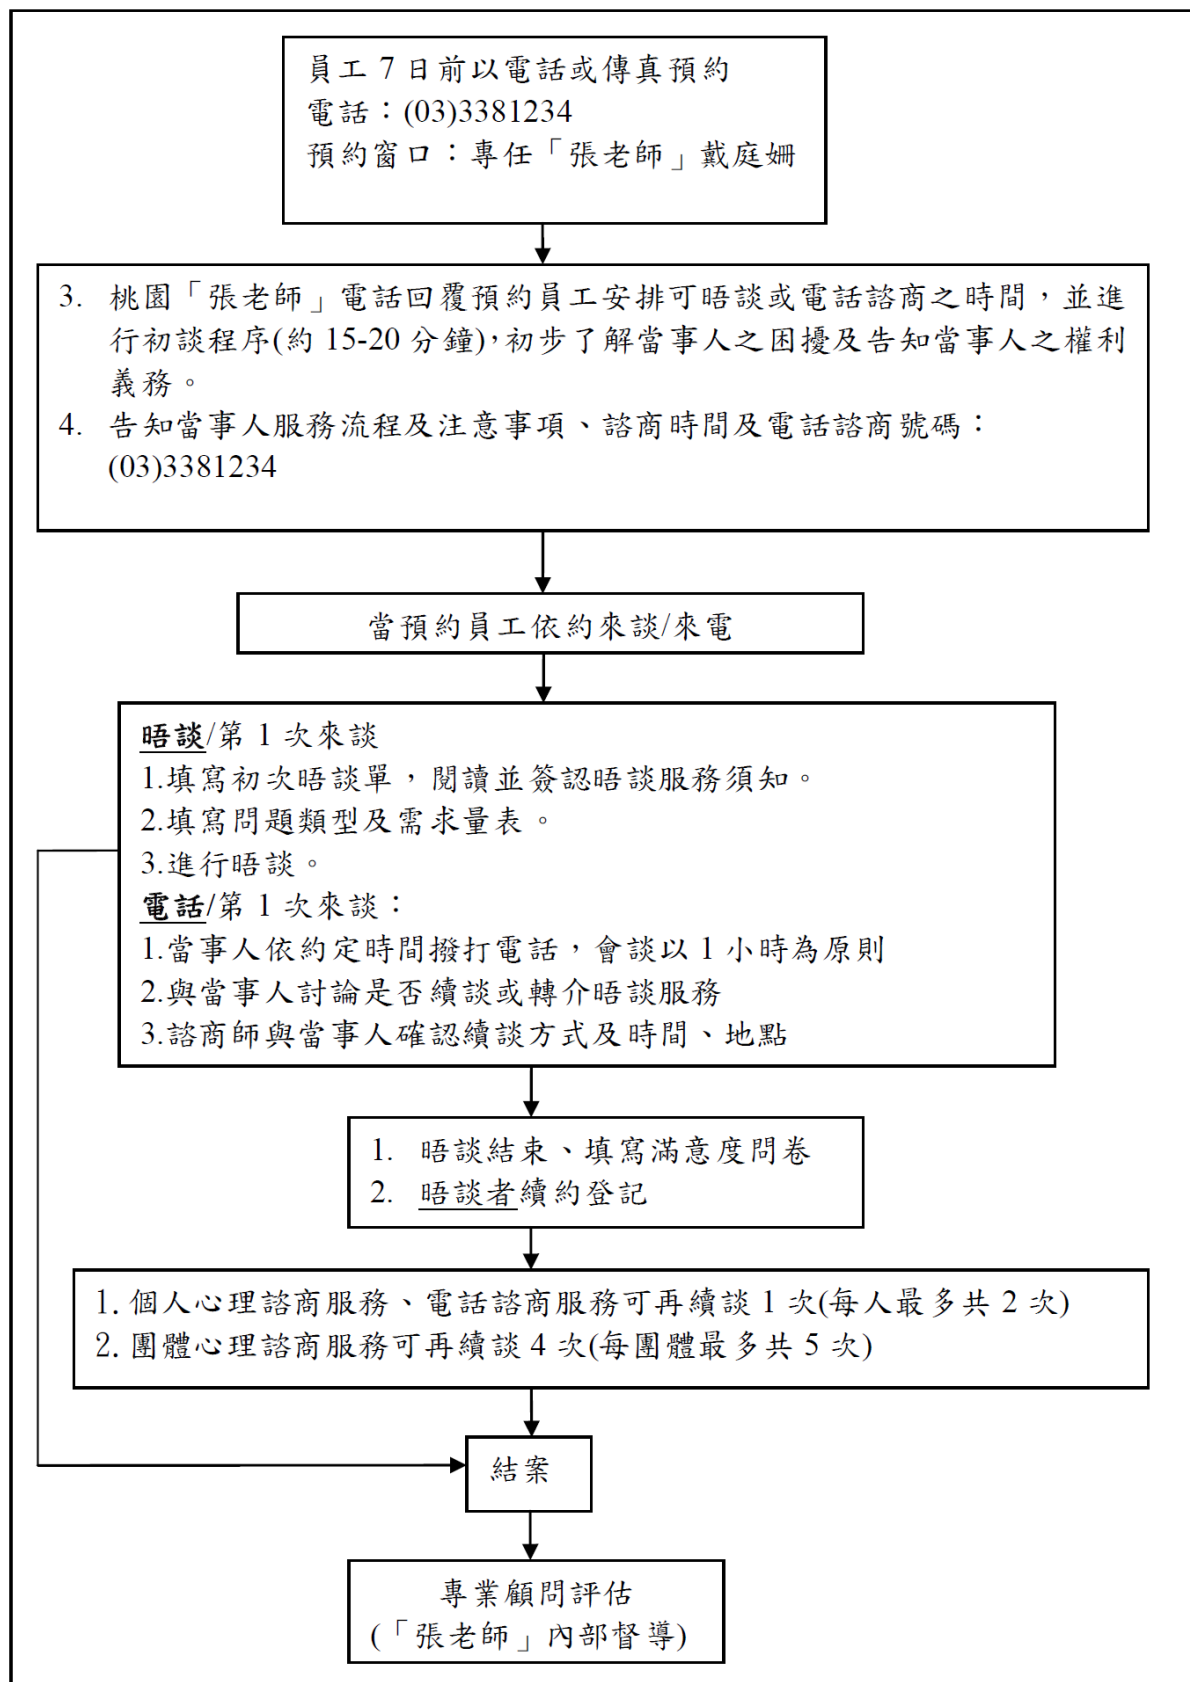 員工 7 日前以電話或傳真預約
電話：(03)3381234
預約窗口：專任「張老師」戴庭姍
3. 桃園「張老師」電話回覆預約員工安排可晤談或電話諮商之時間，並進
行初談程序(約 15-20 分鐘),初步了解當事人之困擾及告知當事人之權利
義務。
4. 告知當事人服務流程及注意事項、諮商時間及電話諮商號碼：
(03)3381234
當預約員工依約來談/來電
晤談/第 1 次來談
1.填寫初次晤談單，閱讀並簽認晤談服務須知。
2.填寫問題類型及需求量表。
3.進行晤談。
電話/第 1 次來談：
1.當事人依約定時間撥打電話，會談以 1 小時為原則
2.與當事人討論是否續談或轉介晤談服務
3.諮商師與當事人確認續談方式及時間、地點
1. 晤談結束、填寫滿意度問卷
2. 晤談者續約登記
1. 個人心理諮商服務、電話諮商服務可再續談 1 次(每人最多共 2 次)
2. 團體心理諮商服務可再續談 4 次(每團體最多共 5 次)
結案
專業顧問評估
(「張老師」內部督導)